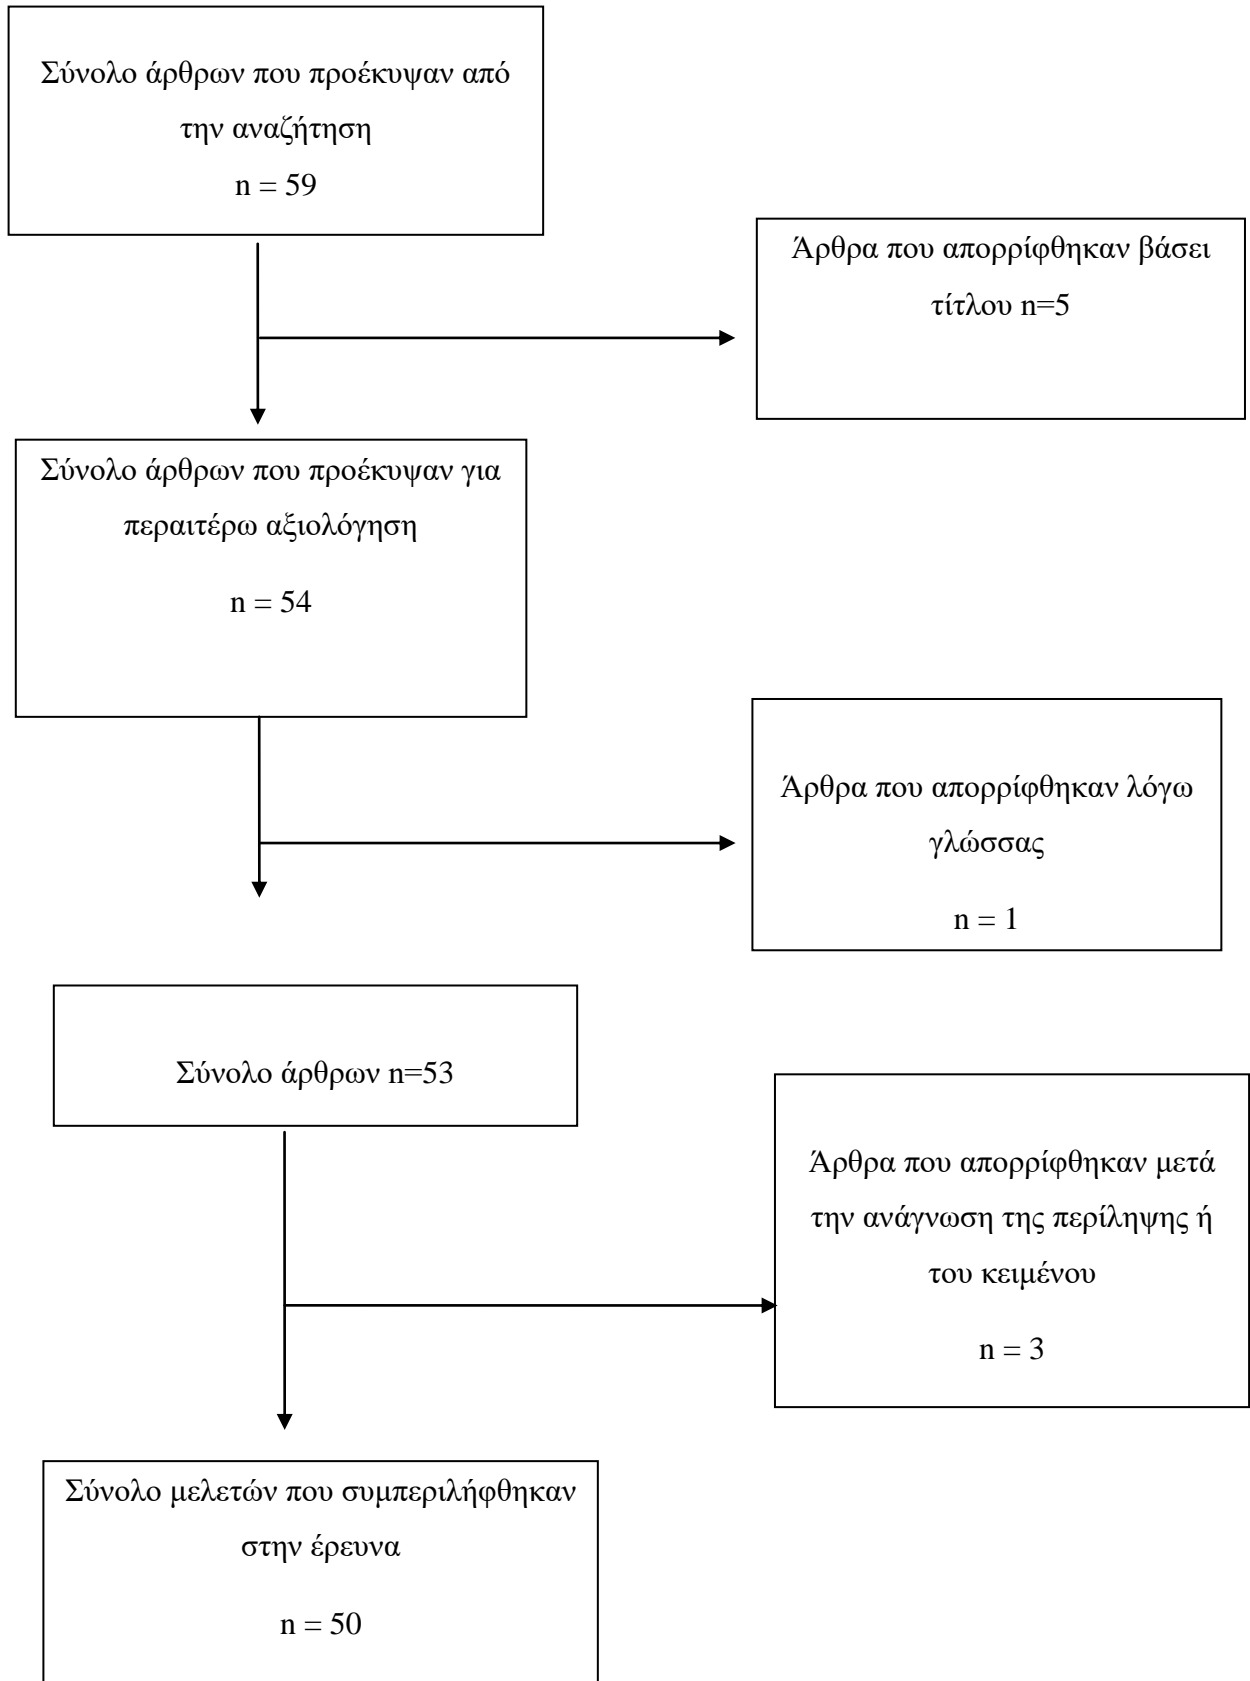 Σύνολο άρθρων που προέκυψαν από
την αναζήτηση
n = 59
Άρθρα που απορρίφθηκαν βάσει
τίτλου n=5
Σύνολο άρθρων που προέκυψαν για
περαιτέρω αξιολόγηση
n = 54
Άρθρα που απορρίφθηκαν λόγω
γλώσσας
n = 1
Σύνολο άρθρων n=53
Άρθρα που απορρίφθηκαν μετά
την ανάγνωση της περίληψης ή
του κειμένου
n = 3
Σύνολο μελετών που συμπεριλήφθηκαν
στην έρευνα
n = 50